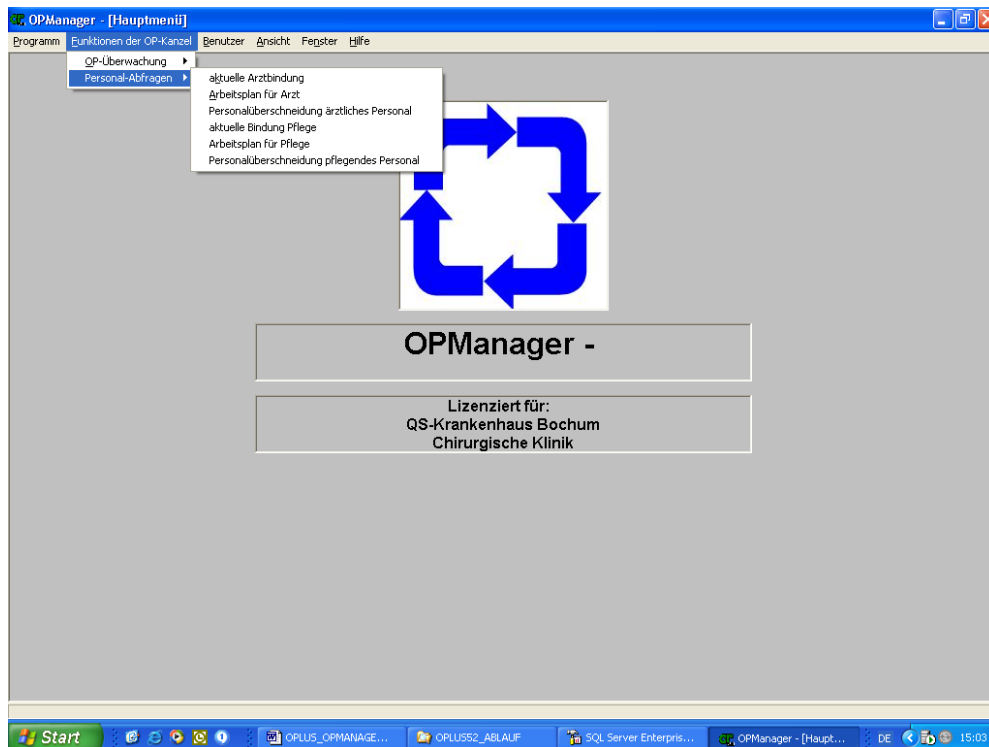 OPManager - [Hauptmenü]
Programm Funktionen der OP-Kanzel Benutzer Ansicht Fenster Hilfe
OP-Überwachung
Personal-Abfragen
aktuelle Arztbindung
Arbeitsplan für Arzt
Personalüberschneidung ärztliches Personal
aktuelle Bindung Pflege
Arbeitsplan für Pflege
Personalüberschneidung pflegendes Personal
OPManager -
Lizenziert für:
QS-Krankenhaus Bochum
Chirurgische Klinik
Start OPLUS_OPMANAGE... OPLUS52_ABLAUF SQL Server Enterpris... OPManager - [Haupt... DE 15:03